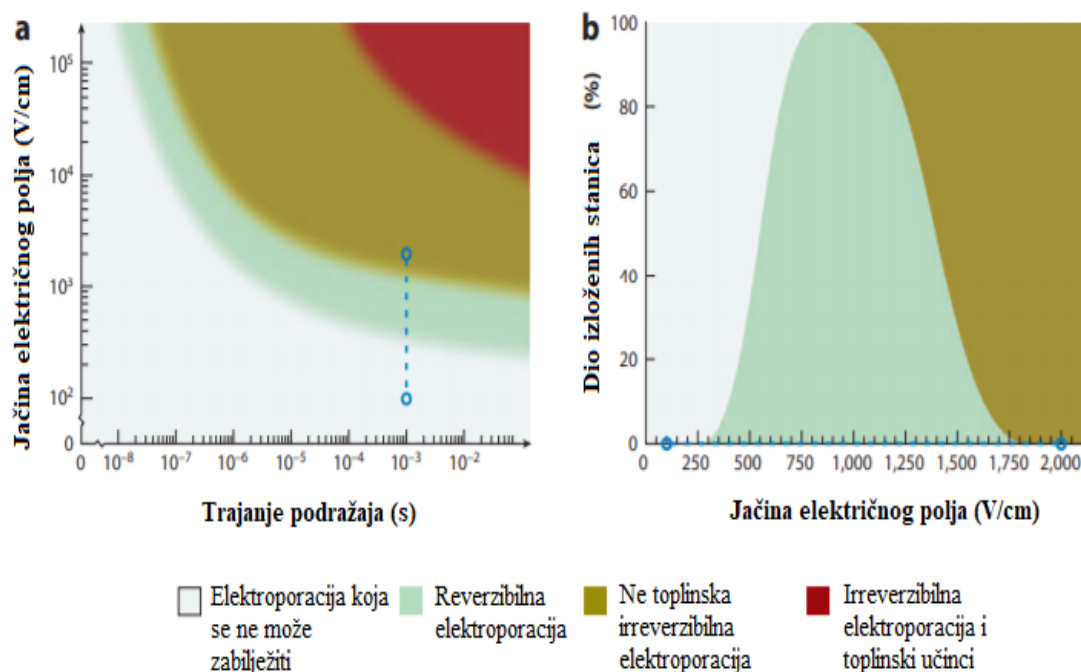 a
Jačina električnog polja (V/cm)
10⁵
10⁴
10³
10²
0
0 10⁻⁸ 10⁻⁷ 10⁻⁶ 10⁻⁵ 10⁻⁴ 10⁻³ 10⁻²
Trajanje podražaja (s)
b
Dio izloženih stanica (%)
100
80
60
40
20
0
0 250 500 750 1,000 1,250 1,500 1,750 2,000
Jačina električnog polja (V/cm)
Elektroporacija koja
se ne može
zabilježiti
Reverzibilna
elektroporacija
Ne toplinska
irreverzibilna
elektroporacija
Irreverzibilna
elektroporacija i
toplinski učinci